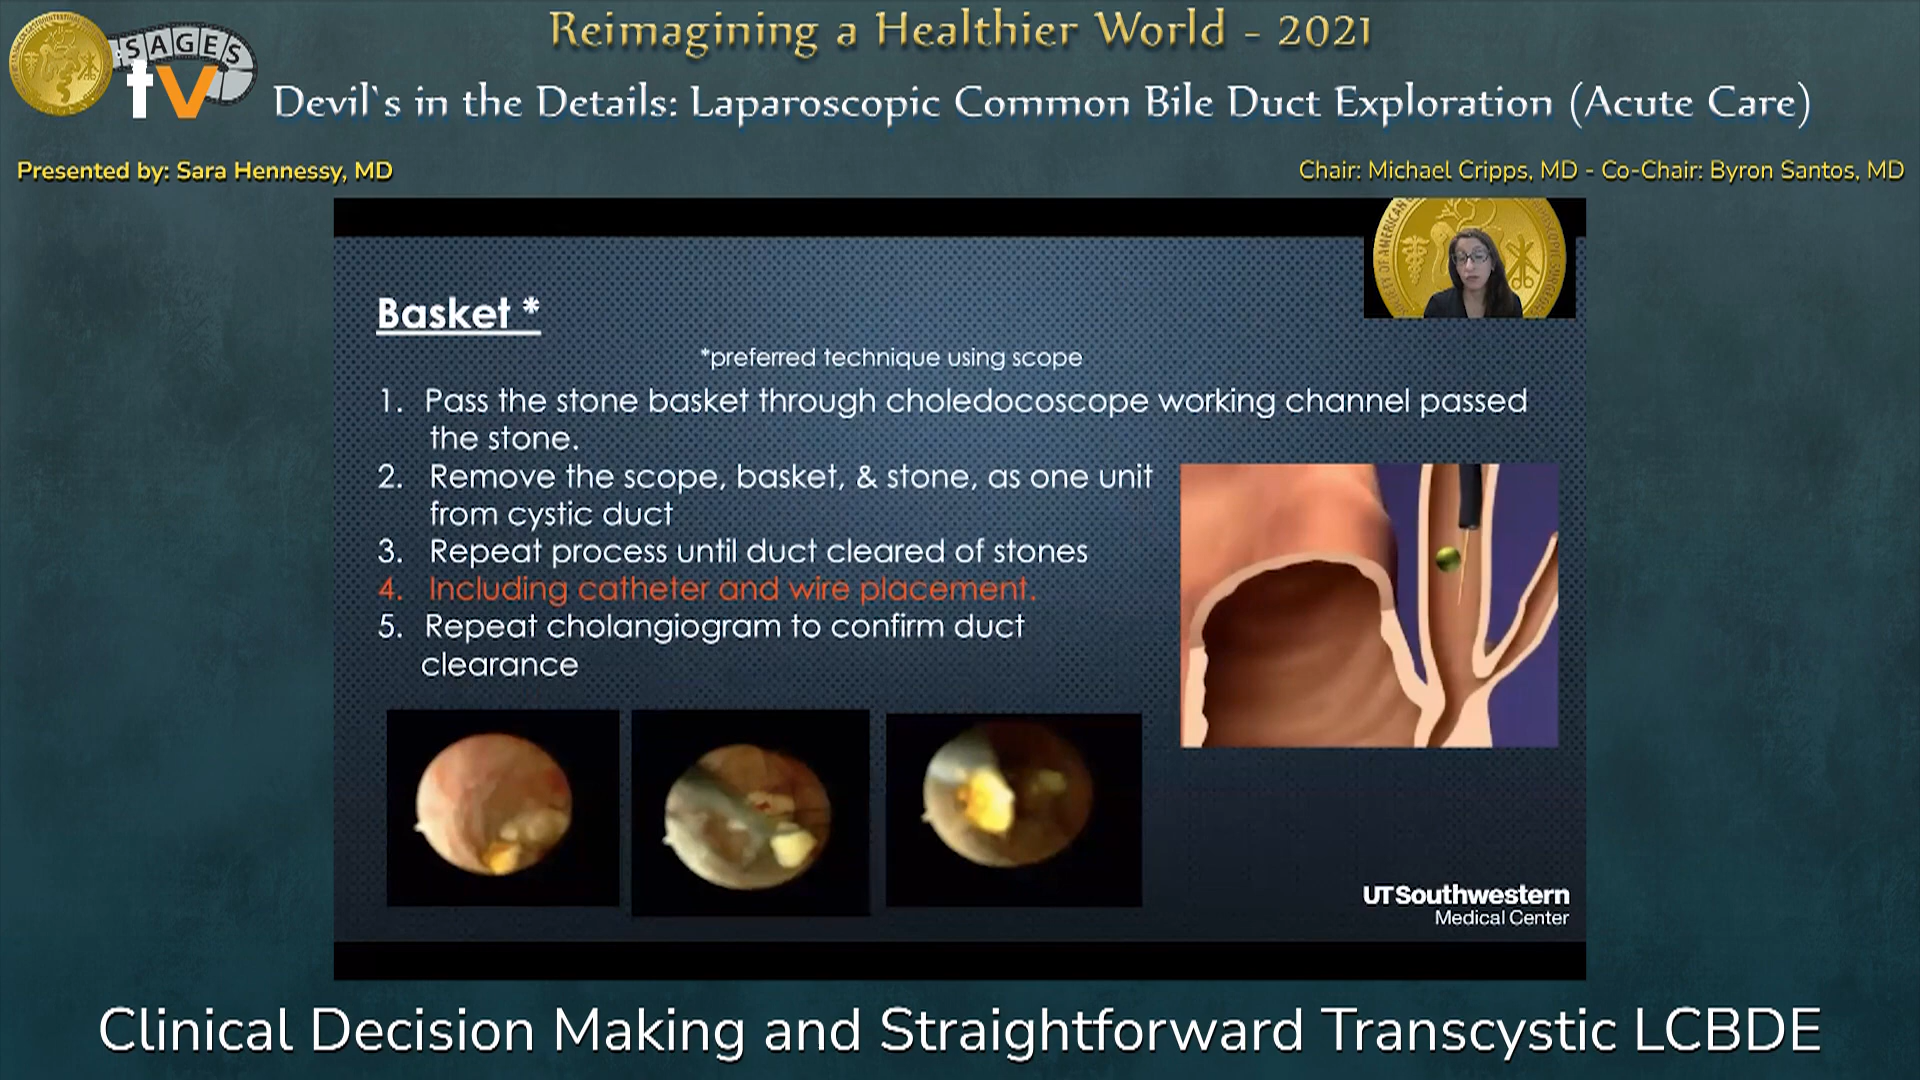 Reimagining a Healthier World - 2021
SAGES
tv
Devil`s in the Details: Laparoscopic Common Bile Duct Exploration (Acute Care)
Presented by: Sara Hennessy, MD
Chair: Michael Cripps, MD - Co-Chair: Byron Santos, MD
Basket *
*preferred technique using scope
1. Pass the stone basket through choledocoscope working channel passed
the stone.
2. Remove the scope, basket, & stone, as one unit
from cystic duct
3. Repeat process until duct cleared of stones
4. Including catheter and wire placement.
5. Repeat cholangiogram to confirm duct
clearance
UTSouthwestern
Medical Center
Clinical Decision Making and Straightforward Transcystic LCBDE